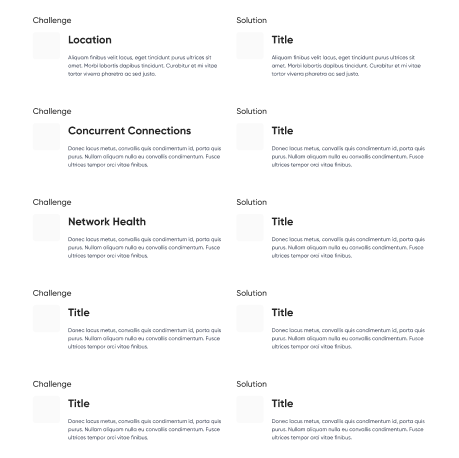 Challenge
Location
Aliquam finibus velit lacus, eget tincidunt purus ultrices sit
amet. Morbi lobortis dapibus tincidunt. Curabitur et mi vitae
tortor viverra pharetra ac sed justo.
Solution
Title
Aliquam finibus velit lacus, eget tincidunt purus ultrices sit
amet. Morbi lobortis dapibus tincidunt. Curabitur et mi vitae
tortor viverra pharetra ac sed justo.
Challenge
Concurrent Connections
Donec lacus metus, convallis quis condimentum id, porta quis
purus. Nullam aliquam nulla eu convallis condimentum. Fusce
ultrices tempor orci vitae finibus.
Solution
Title
Donec lacus metus, convallis quis condimentum id, porta quis
purus. Nullam aliquam nulla eu convallis condimentum. Fusce
ultrices tempor orci vitae finibus.
Challenge
Network Health
Donec lacus metus, convallis quis condimentum id, porta quis
purus. Nullam aliquam nulla eu convallis condimentum. Fusce
ultrices tempor orci vitae finibus.
Solution
Title
Donec lacus metus, convallis quis condimentum id, porta quis
purus. Nullam aliquam nulla eu convallis condimentum. Fusce
ultrices tempor orci vitae finibus.
Challenge
Title
Donec lacus metus, convallis quis condimentum id, porta quis
purus. Nullam aliquam nulla eu convallis condimentum. Fusce
ultrices tempor orci vitae finibus.
Solution
Title
Donec lacus metus, convallis quis condimentum id, porta quis
purus. Nullam aliquam nulla eu convallis condimentum. Fusce
ultrices tempor orci vitae finibus.
Challenge
Title
Donec lacus metus, convallis quis condimentum id, porta quis
purus. Nullam aliquam nulla eu convallis condimentum. Fusce
ultrices tempor orci vitae finibus.
Solution
Title
Donec lacus metus, convallis quis condimentum id, porta quis
purus. Nullam aliquam nulla eu convallis condimentum. Fusce
ultrices tempor orci vitae finibus.